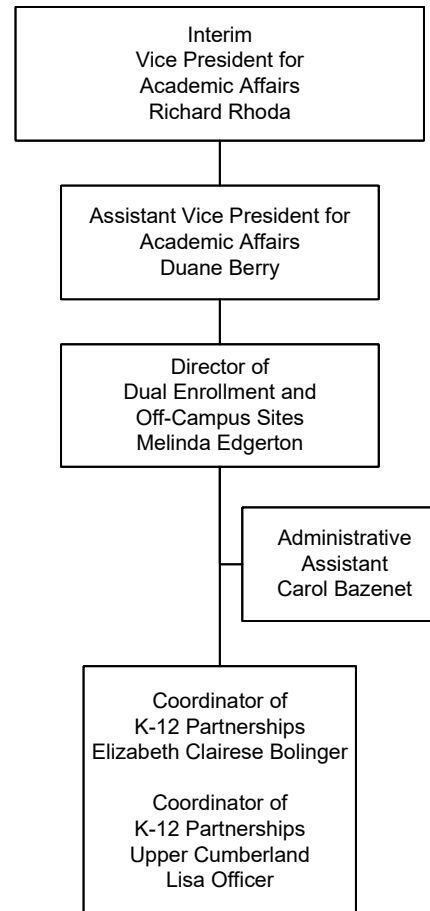 Interim
Vice President for
Academic Affairs
Richard Rhoda
Assistant Vice President for
Academic Affairs
Duane Berry
Director of
Dual Enrollment and
Off-Campus Sites
Melinda Edgerton
Administrative
Assistant
Carol Bazenet
Coordinator of
K-12 Partnerships
Elizabeth Clairese Bolinger
Coordinator of
K-12 Partnerships
Upper Cumberland
Lisa Officer